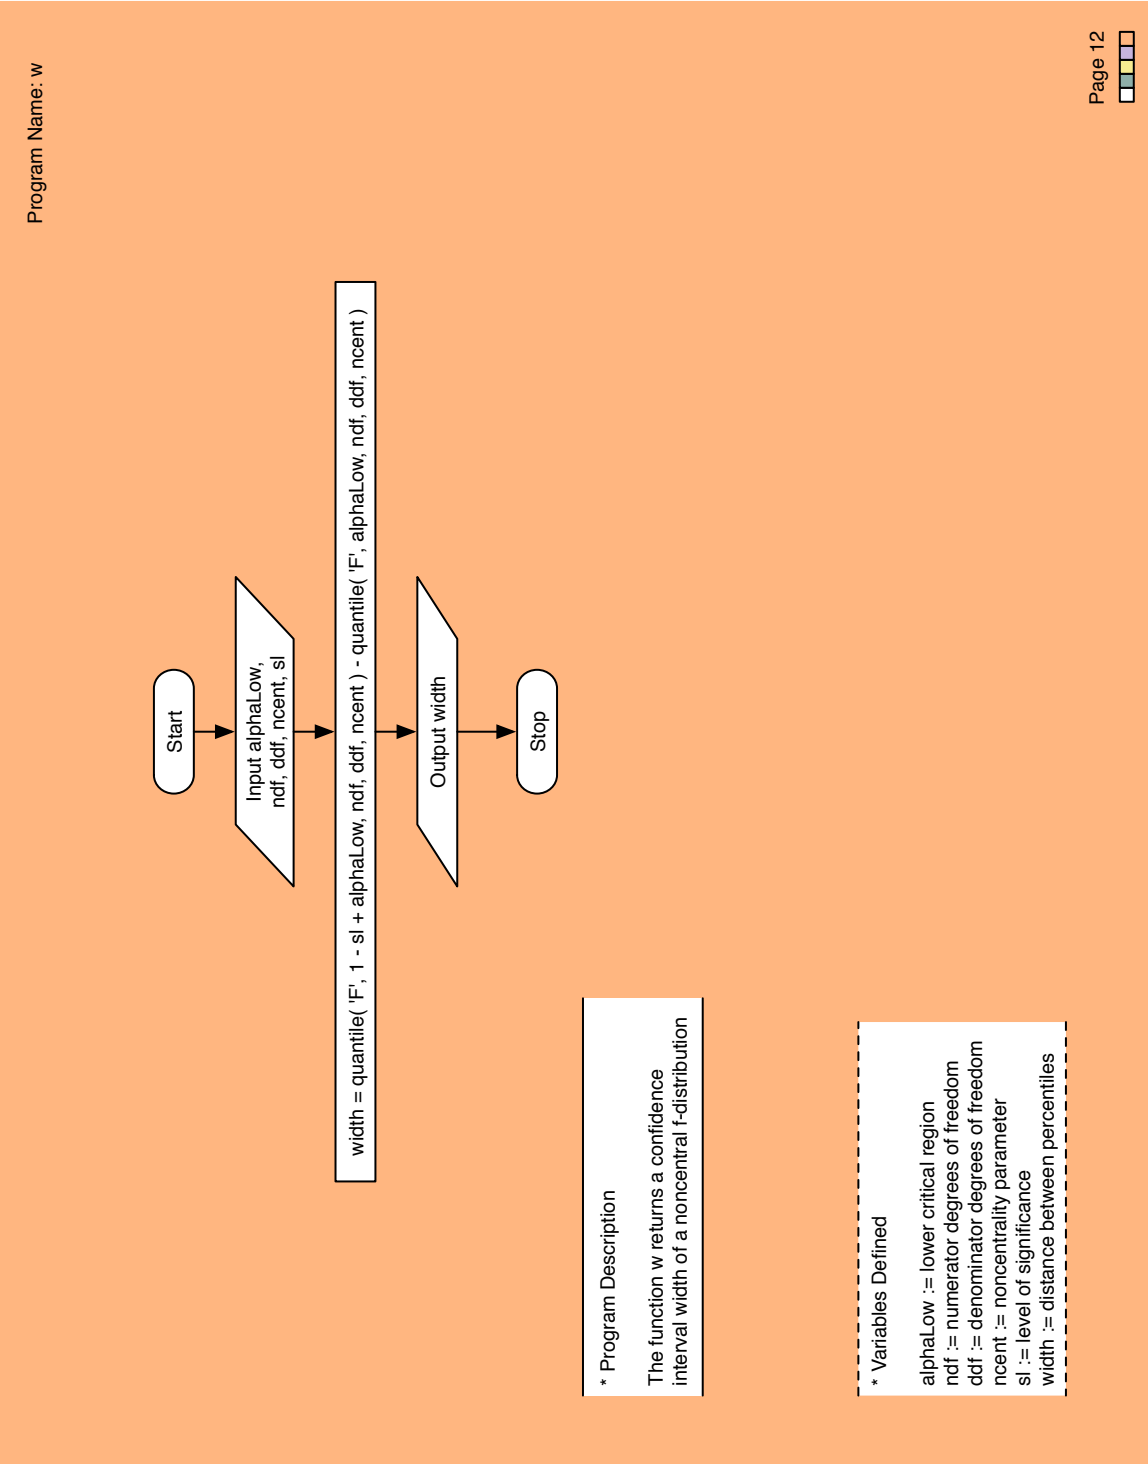 Program Name: w
Start
Input alphaLow,
ndf, ddf, ncent, sl
width = quantile( 'F', 1 - sl + alphaLow, ndf, ddf, ncent ) - quantile( 'F', alphaLow, ndf, ddf, ncent )
Output width
Stop
* Program Description
The function w returns a confidence
interval width of a noncentral f-distribution
* Variables Defined
alphaLow := lower critical region
ndf := numerator degrees of freedom
ddf := denominator degrees of freedom
ncent := noncentrality parameter
sl := level of significance
width := distance between percentiles
Page 12